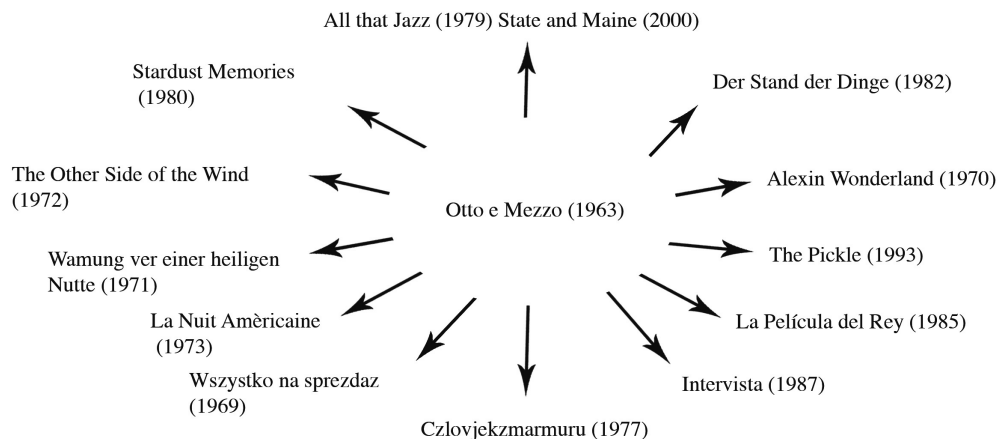 All that Jazz (1979) State and Maine (2000)
Stardust Memories
(1980)
Der Stand der Dinge (1982)
The Other Side of the Wind
(1972)
Alexin Wonderland (1970)
Otto e Mezzo (1963)
Wamung ver einer heiligen
Nutte (1971)
The Pickle (1993)
La Nuit Amèricaine
(1973)
La Película del Rey (1985)
Wszystko na sprezdaz
(1969)
Intervista (1987)
Czlovjekzmarmuru (1977)